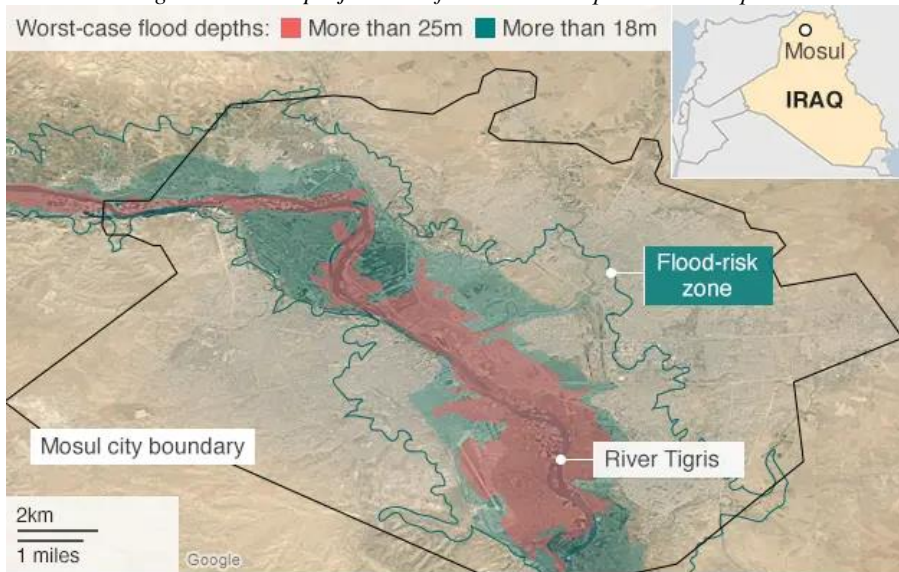 Worst-case flood depths: More than 25m More than 18m
Mosul
IRAQ
Flood-risk
zone
Mosul city boundary
River Tigris
2km
1 miles
Google